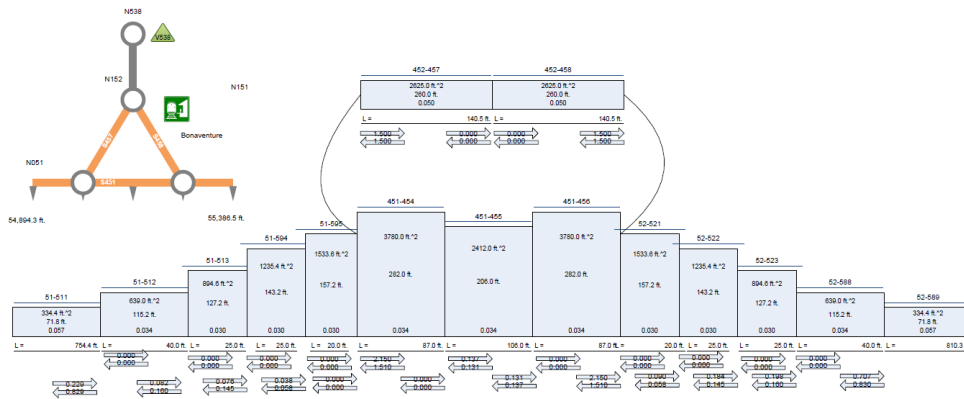 N538
V538
N152
N151
Bonaventure
S451
N051
54,894.3 ft.
55,386.5 ft.
452-457
452-458
2625.0 ft.^2
2625.0 ft.^2
260.0 ft.
260.0 ft.
0.050
0.050
L = 140.5 ft.
L = 140.5 ft.
1.500
0.000
0.000
1.500
1.500
0.000
0.000
1.500
51-511
51-512
51-513
51-594
51-595
451-454
451-455
451-456
52-521
52-522
52-523
52-588
52-589
334.4 ft.^2
71.8 ft.
0.057
639.0 ft.^2
115.2 ft.
0.034
894.6 ft.^2
127.2 ft.
0.030
1235.4 ft.^2
143.2 ft.
0.030
1533.6 ft.^2
157.2 ft.
0.030
3780.0 ft.^2
282.0 ft.
0.034
2412.0 ft.^2
206.0 ft.
0.034
3780.0 ft.^2
282.0 ft.
0.034
1533.6 ft.^2
157.2 ft.
0.030
1235.4 ft.^2
143.2 ft.
0.030
894.6 ft.^2
127.2 ft.
0.030
639.0 ft.^2
115.2 ft.
0.034
334.4 ft.^2
71.8 ft.
0.057
L = 764.4 ft.
L = 40.0 ft.
L = 25.0 ft.
L = 25.0 ft.
L = 20.0 ft.
L = 87.0 ft.
L = 106.0 ft.
L = 87.0 ft.
20.0 ft.
L = 25.0 ft.
L = 25.0 ft.
L = 40.0 ft.
L = 810.3
0.000 0.000 0.000 0.000 2.150 0.137 0.000 0.000 0.000 0.000 0.000
0.000 0.000 0.000 0.000 1.510 0.131 0.000 0.000 0.000 0.000 0.000
0.229 0.082 0.076 0.038 0.000 0.000 0.131 2.150 0.090 0.184 0.198 0.707
0.829 0.160 0.145 0.058 0.000 0.000 0.137 1.510 0.058 0.145 0.160 0.830